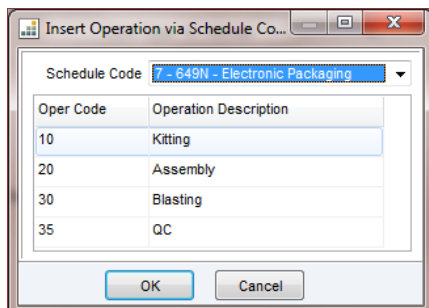 Insert Operation via Schedule Co...
Schedule Code 7 - 649N - Electronic Packaging
Oper Code Operation Description
10 Kitting
20 Assembly
30 Blasting
35 QC
OK Cancel